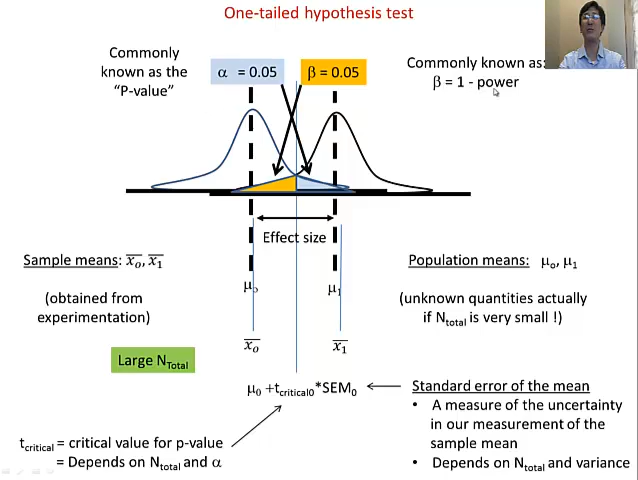 One-tailed hypothesis test
Commonly
known as the
“P-value”
α = 0.05
β = 0.05
Commonly known as:
β = 1 - power
Effect size
Sample means: x̅o, x̅1
(obtained from
experimentation)
μo
μ1
Population means: μo, μ1
(unknown quantities actually
if Ntotal is very small !)
x̅o
x̅1
Large NTotal
μ0 +tcritical0*SEM0
Standard error of the mean
• A measure of the uncertainty
in our measurement of the
sample mean
• Depends on Ntotal and variance
tcritical = critical value for p-value
= Depends on Ntotal and α